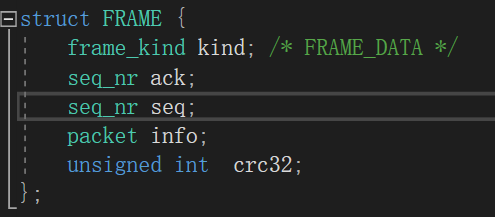 struct FRAME {
frame_kind kind; /* FRAME_DATA */
seq_nr ack;
seq_nr seq;
packet info;
unsigned int  crc32;
};